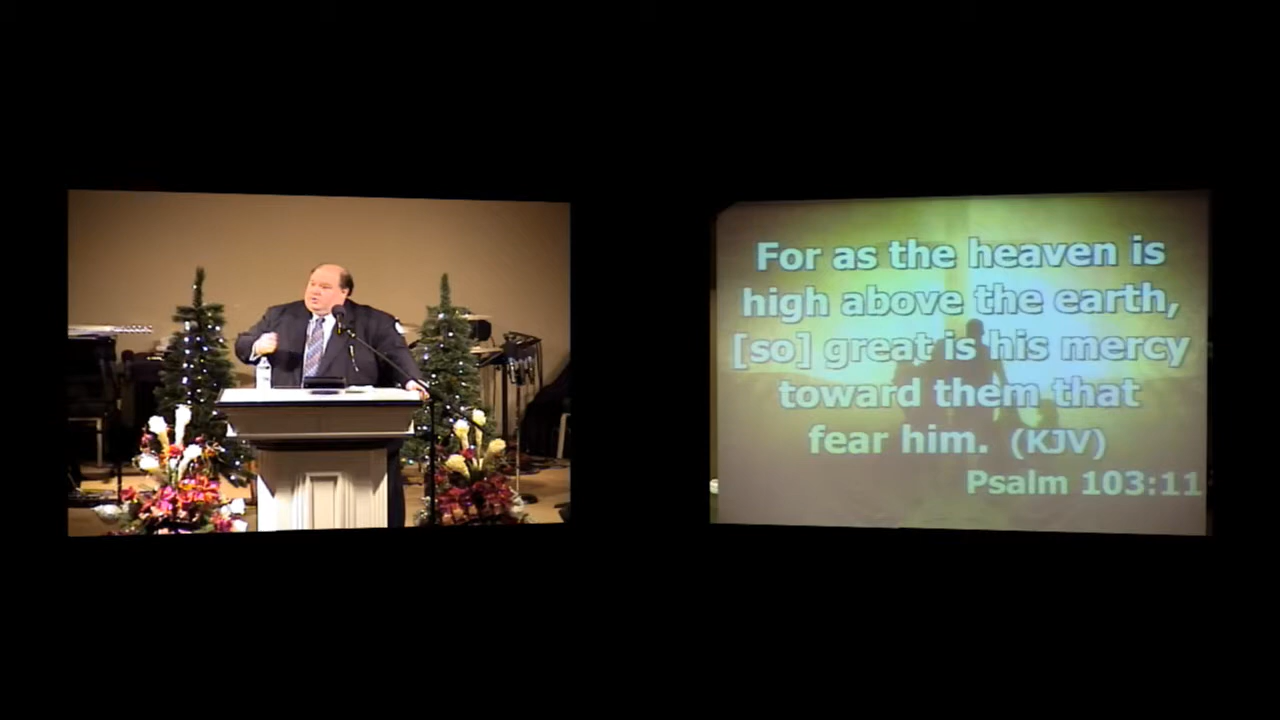 For as the heaven is
high above the earth,
[so] great is his mercy
toward them that
fear him. (KJV)
Psalm 103:11